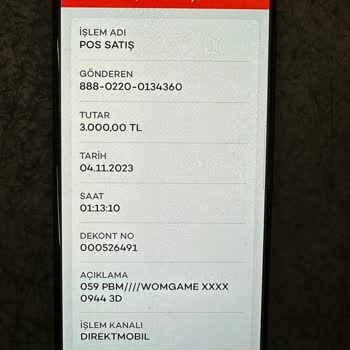 İŞLEM ADI
POS SATIŞ
GÖNDEREN
888-0220-0134360
TUTAR
3.000,00 TL
TARİH
04.11.2023
SAAT
01:13:10
DEKONT NO
000526491
AÇIKLAMA
059 PBM////WOMGAME XXXX
0944 3D
İŞLEM KANALI
DIREKTMOBIL